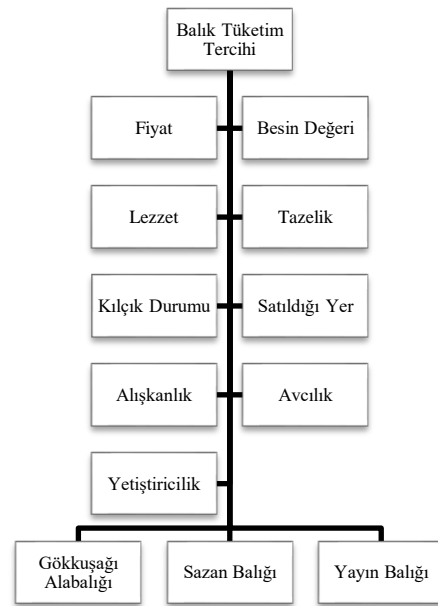 Balık Tüketim
Tercihi
Fiyat
Besin Değeri
Lezzet
Tazelik
Kılçık Durumu
Satıldığı Yer
Alışkanlık
Avcılık
Yetiştiricilik
Gökkuşağı
Alabalığı
Sazan Balığı
Yayın Balığı